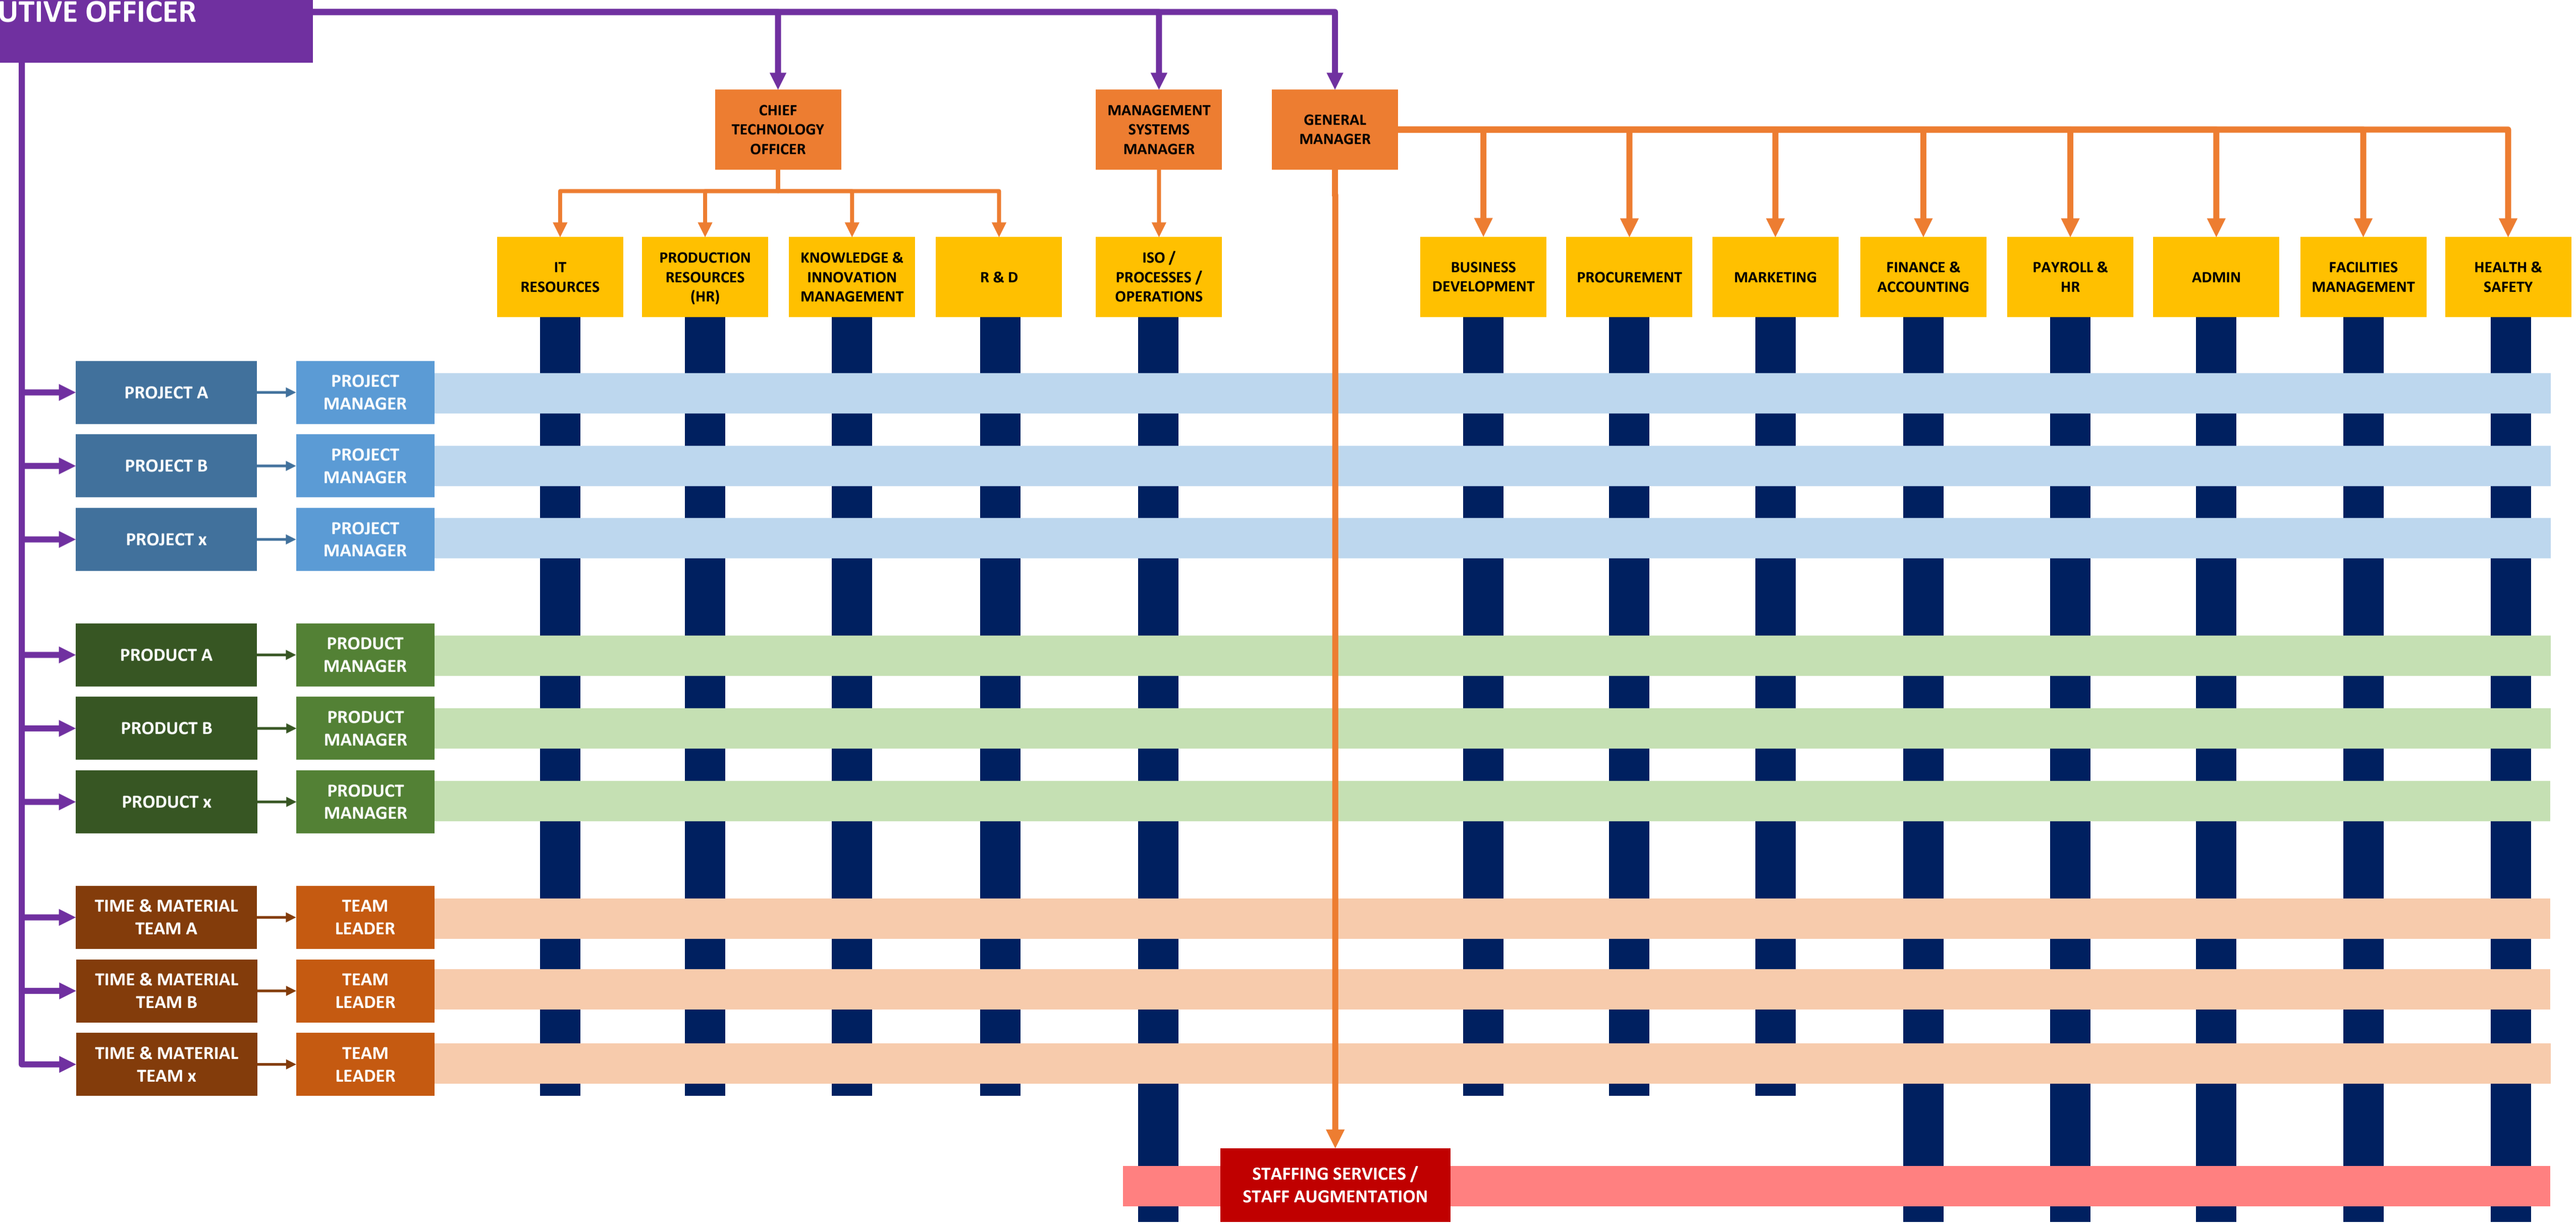 UTIVE OFFICER
CHIEF
TECHNOLOGY
OFFICER
MANAGEMENT
SYSTEMS
MANAGER
GENERAL
MANAGER
IT
RESOURCES
PRODUCTION
RESOURCES
(HR)
KNOWLEDGE &
INNOVATION
MANAGEMENT
R & D
ISO /
PROCESSES /
OPERATIONS
BUSINESS
DEVELOPMENT
PROCUREMENT
MARKETING
FINANCE &
ACCOUNTING
PAYROLL &
HR
ADMIN
FACILITIES
MANAGEMENT
HEALTH &
SAFETY
PROJECT A
PROJECT
MANAGER
PROJECT B
PROJECT
MANAGER
PROJECT x
PROJECT
MANAGER
PRODUCT A
PRODUCT
MANAGER
PRODUCT B
PRODUCT
MANAGER
PRODUCT x
PRODUCT
MANAGER
TIME & MATERIAL
TEAM A
TEAM
LEADER
TIME & MATERIAL
TEAM B
TEAM
LEADER
TIME & MATERIAL
TEAM x
TEAM
LEADER
STAFFING SERVICES /
STAFF AUGMENTATION